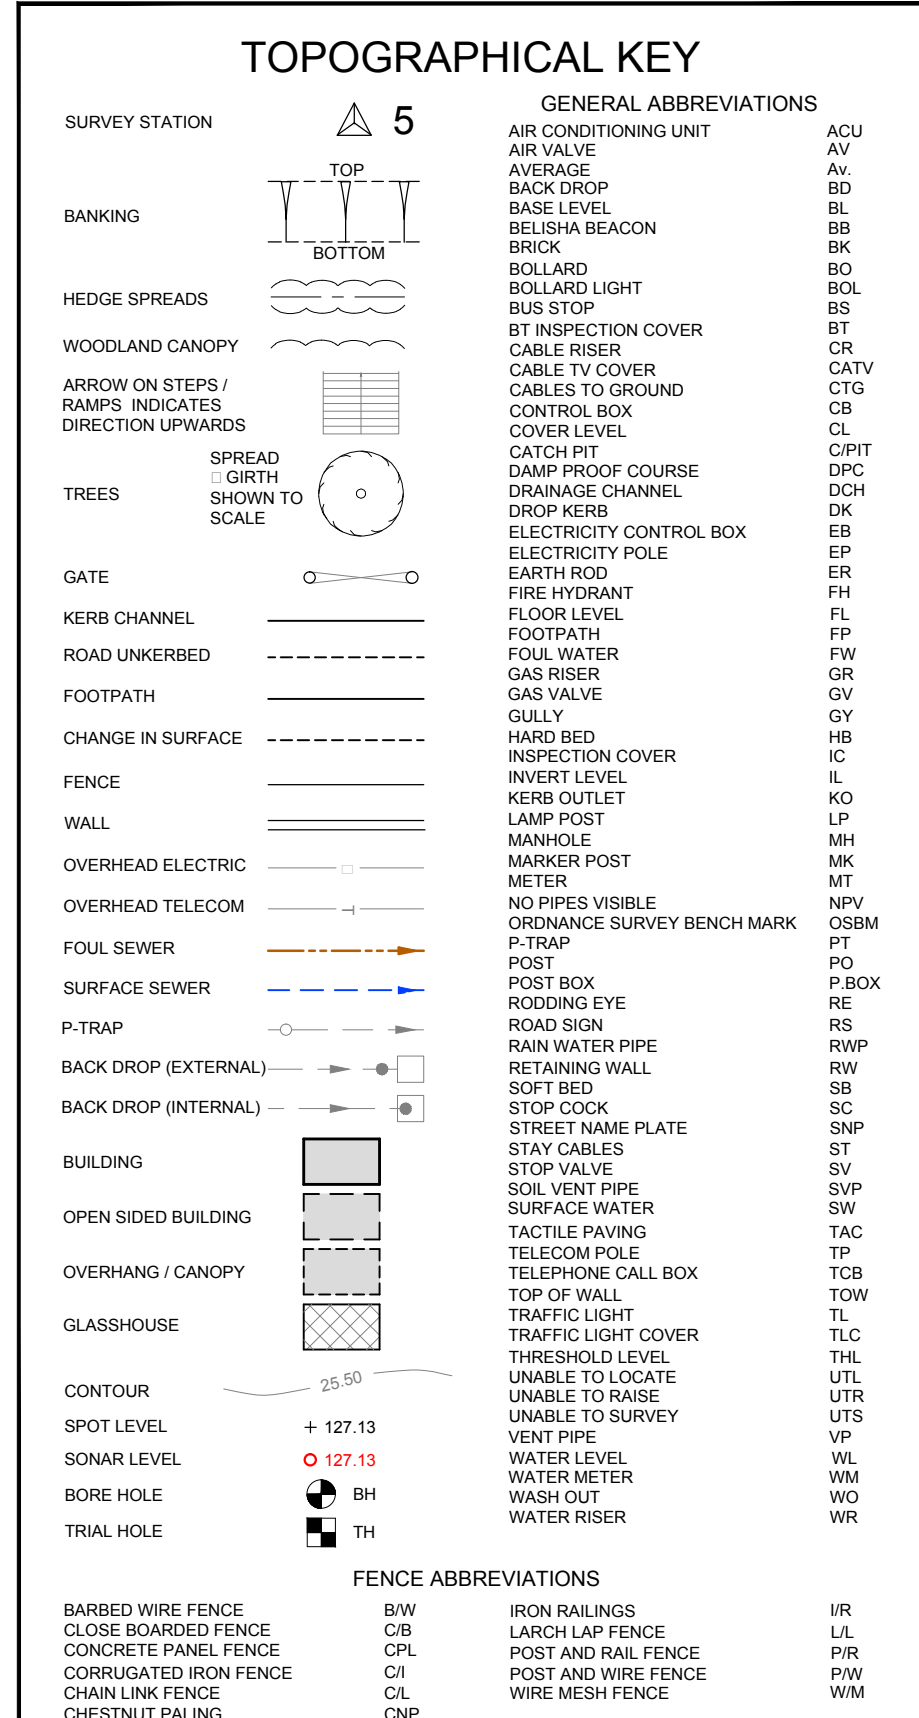 TOPOGRAPHICAL KEY
SURVEY STATION 5
BANKING TOP
BOTTOM
HEDGE SPREADS
WOODLAND CANOPY
ARROW ON STEPS /
RAMPS INDICATES
DIRECTION UPWARDS
TREES
SPREAD
□ GIRTH
SHOWN TO
SCALE
GATE
KERB CHANNEL
ROAD UNKERBED
FOOTPATH
CHANGE IN SURFACE
FENCE
WALL
OVERHEAD ELECTRIC
OVERHEAD TELECOM
FOUL SEWER
SURFACE SEWER
P-TRAP
BACK DROP (EXTERNAL)
BACK DROP (INTERNAL)
BUILDING
OPEN SIDED BUILDING
OVERHANG / CANOPY
GLASSHOUSE
CONTOUR 25.50
SPOT LEVEL + 127.13
SONAR LEVEL 127.13
BORE HOLE BH
TRIAL HOLE TH
GENERAL ABBREVIATIONS
AIR CONDITIONING UNIT ACU
AIR VALVE AV
AVERAGE Av.
BACK DROP BD
BASE LEVEL BL
BELISHA BEACON BB
BRICK BK
BOLLARD BO
BOLLARD LIGHT BOL
BUS STOP BS
BT INSPECTION COVER BT
CABLE RISER CR
CABLE TV COVER CATV
CABLES TO GROUND CTG
CONTROL BOX CB
COVER LEVEL CL
CATCH PIT C/PIT
DAMP PROOF COURSE DPC
DRAINAGE CHANNEL DCH
DROP KERB DK
ELECTRICITY CONTROL BOX EB
ELECTRICITY POLE EP
EARTH ROD ER
FIRE HYDRANT FH
FLOOR LEVEL FL
FOOTPATH FP
FOUL WATER FW
GAS RISER GR
GAS VALVE GV
GULLY GY
HARD BED HB
INSPECTION COVER IC
INVERT LEVEL IL
KERB OUTLET KO
LAMP POST LP
MANHOLE MH
MARKER POST MK
METER MT
NO PIPES VISIBLE NPV
ORDNANCE SURVEY BENCH MARK OSBM
P-TRAP PT
POST PO
POST BOX P.BOX
RODDING EYE RE
ROAD SIGN RS
RAIN WATER PIPE RWP
RETAINING WALL RW
SOFT BED SB
STOP COCK SC
STREET NAME PLATE SNP
STAY CABLES ST
STOP VALVE SV
SOIL VENT PIPE SVP
SURFACE WATER SW
TACTILE PAVING TAC
TELECOM POLE TP
TELEPHONE CALL BOX TCB
TOP OF WALL TOW
TRAFFIC LIGHT TL
TRAFFIC LIGHT COVER TLC
THRESHOLD LEVEL THL
UNABLE TO LOCATE UTL
UNABLE TO RAISE UTR
UNABLE TO SURVEY UTS
VENT PIPE VP
WATER LEVEL WL
WATER METER WM
WASH OUT WO
WATER RISER WR
FENCE ABBREVIATIONS
BARBED WIRE FENCE B/W
CLOSE BOARDED FENCE C/B
CONCRETE PANEL FENCE CPL
CORRUGATED IRON FENCE C/I
CHAIN LINK FENCE C/L
CHESTNUT PALING CNP
IRON RAILINGS I/R
LARCH LAP FENCE L/L
POST AND RAIL FENCE P/R
POST AND WIRE FENCE P/W
WIRE MESH FENCE W/M